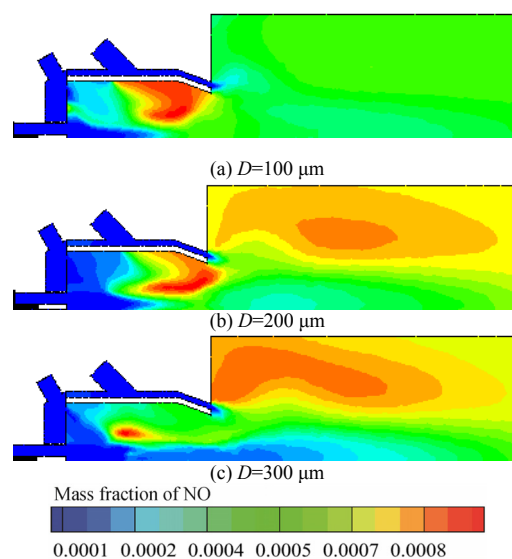 (a) D=100 μm
(b) D=200 μm
(c) D=300 μm
Mass fraction of NO
0.0001 0.0002 0.0004 0.0005 0.0007 0.0008